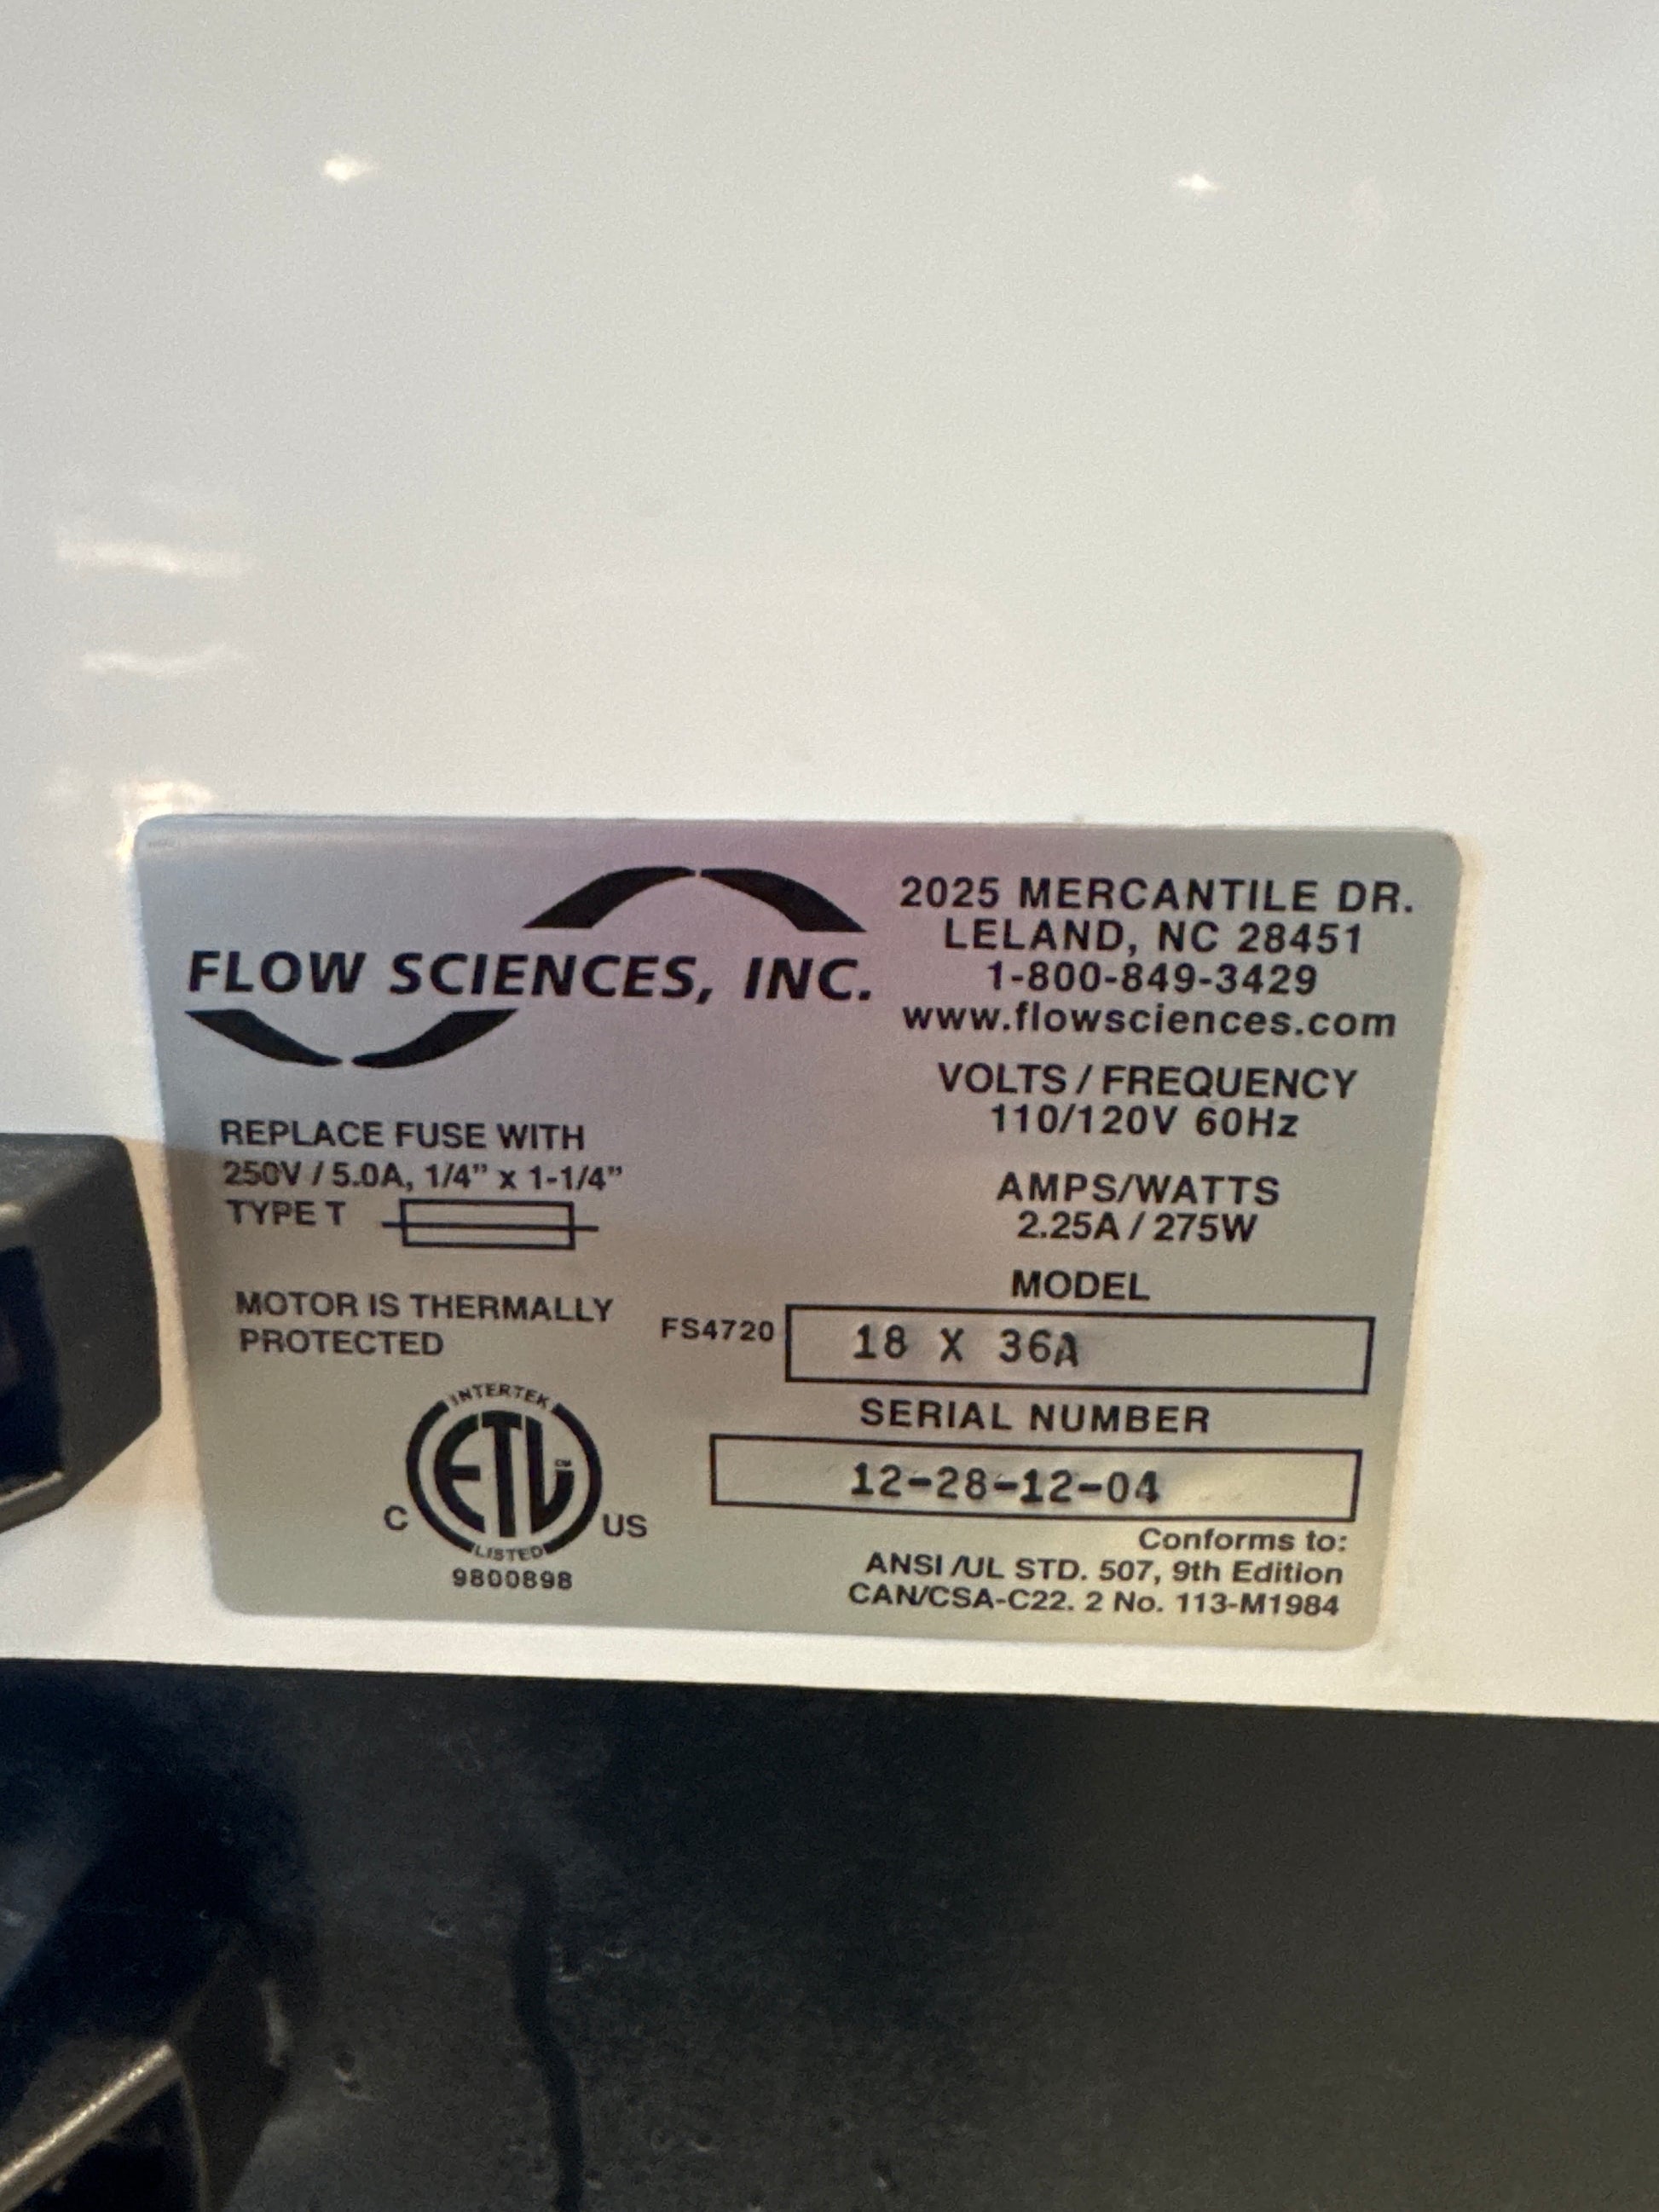 FLOW SCIENCES, INC.
2025 MERCANTILE DR.
LELAND, NC 28451
1-800-849-3429
www.flowsciences.com
VOLTS / FREQUENCY
110/120V 60Hz
AMPS/WATTS
2.25A / 275W
REPLACE FUSE WITH
250V / 5.0A, 1/4" x 1-1/4"
TYPE T
MOTOR IS THERMALLY
PROTECTED
MODEL
FS4720 18 X 36A
SERIAL NUMBER
12-28-12-04
INTERTEK
ETL CM
C US
LISTED
9800898
Conforms to:
ANSI /UL STD. 507, 9th Edition
CAN/CSA-C22. 2 No. 113-M1984